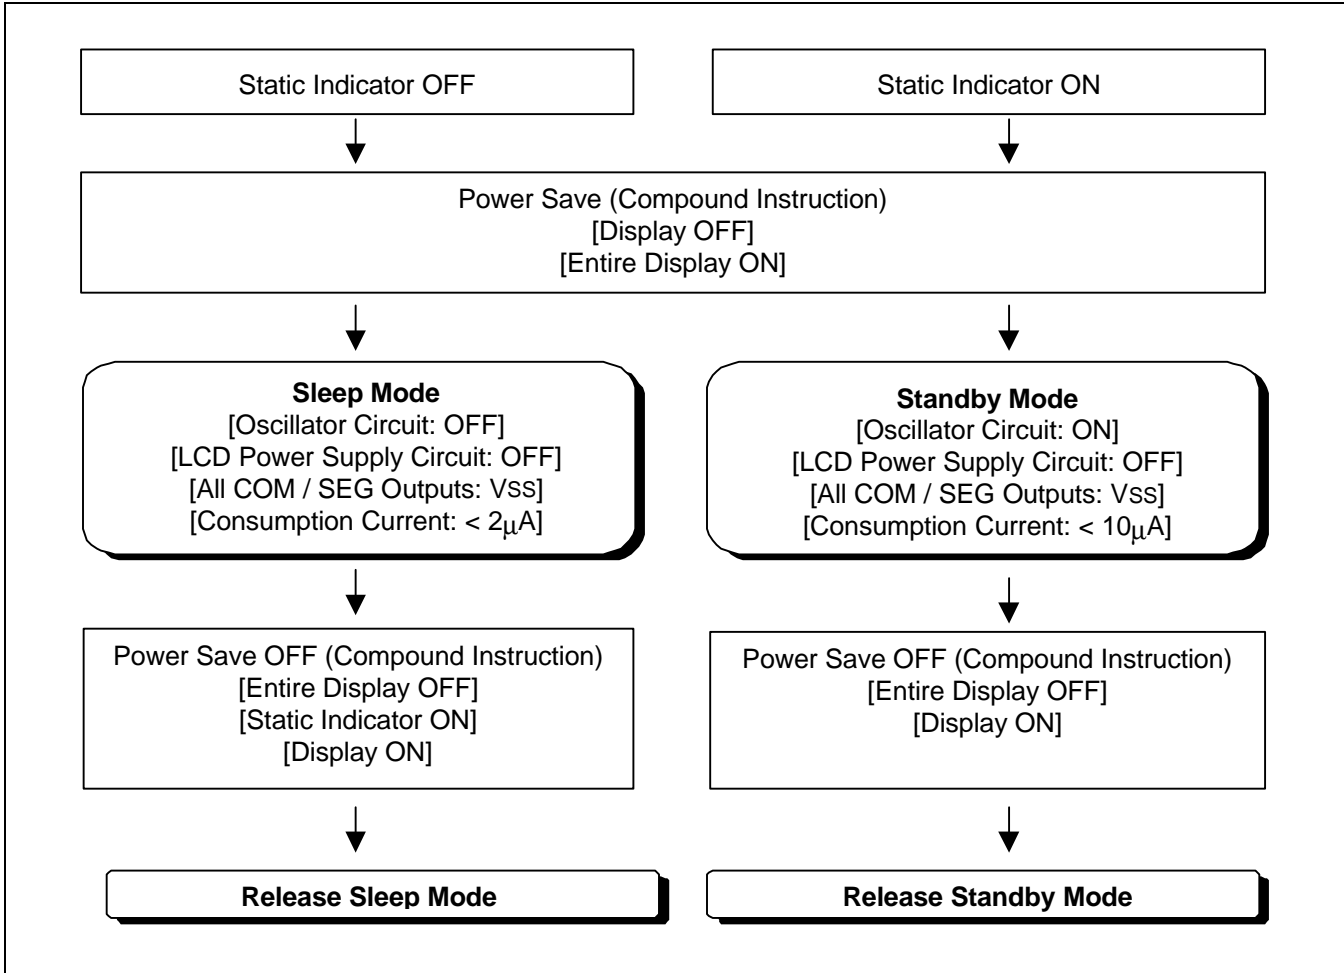 Static Indicator OFF
Static Indicator ON
Power Save (Compound Instruction)
[Display OFF]
[Entire Display ON]
Sleep Mode
[Oscillator Circuit: OFF]
[LCD Power Supply Circuit: OFF]
[All COM / SEG Outputs: VSS]
[Consumption Current: < 2μA]
Standby Mode
[Oscillator Circuit: ON]
[LCD Power Supply Circuit: OFF]
[All COM / SEG Outputs: VSS]
[Consumption Current: < 10μA]
Power Save OFF (Compound Instruction)
[Entire Display OFF]
[Static Indicator ON]
[Display ON]
Power Save OFF (Compound Instruction)
[Entire Display OFF]
[Display ON]
Release Sleep Mode
Release Standby Mode